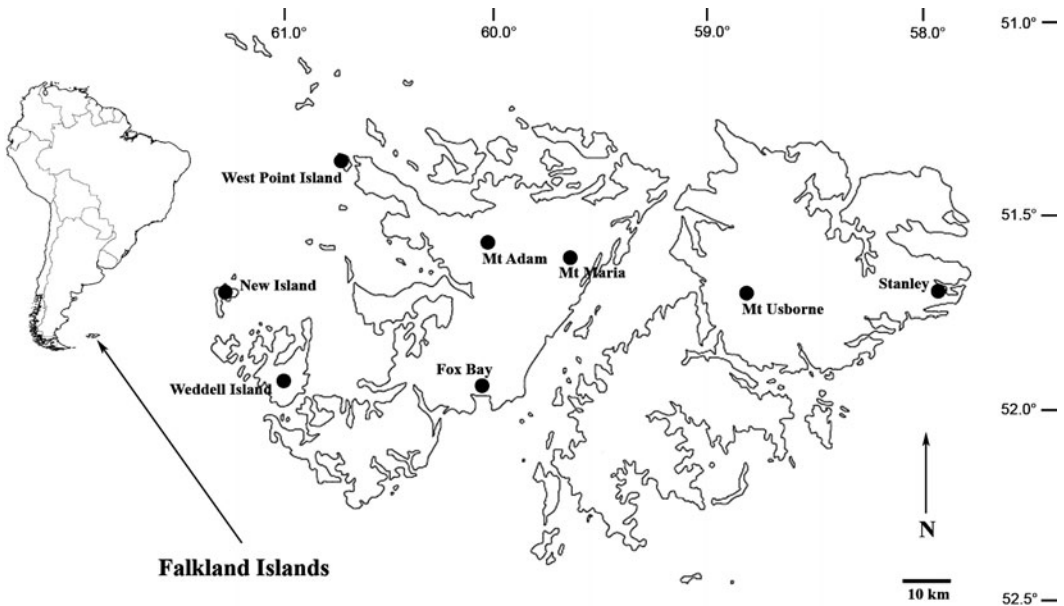 61.0°
60.0°
59.0°
58.0°
51.0°
West Point Island
51.5°
Mt Adam
Mt Maria
New Island
Stanley
Mt Usborne
Fox Bay
Weddell Island
52.0°
N
Falkland Islands
10 km
52.5°